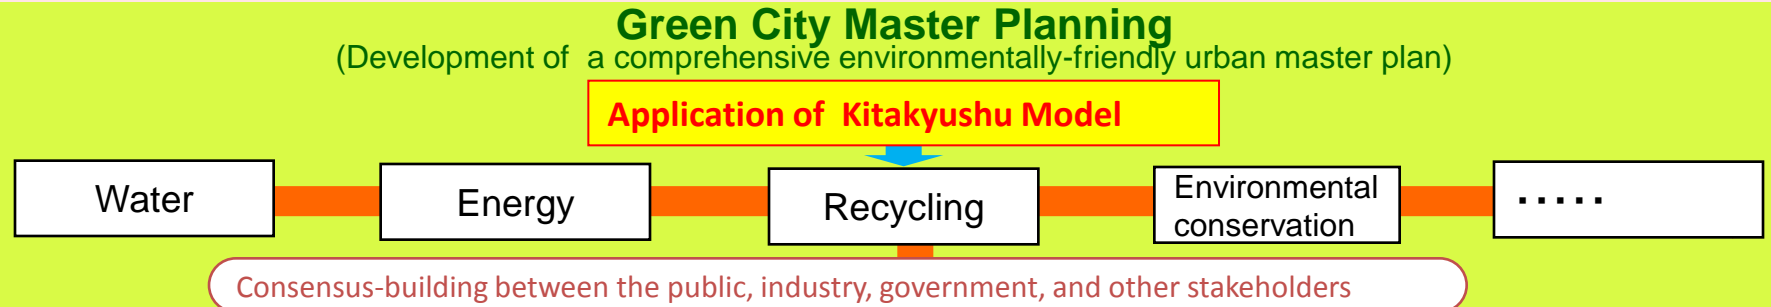 Green City Master Planning
(Development of a comprehensive environmentally-friendly urban master plan)
Application of Kitakyushu Model
Water
Energy
Recycling
Environmental
conservation
.....
Consensus-building between the public, industry, government, and other stakeholders